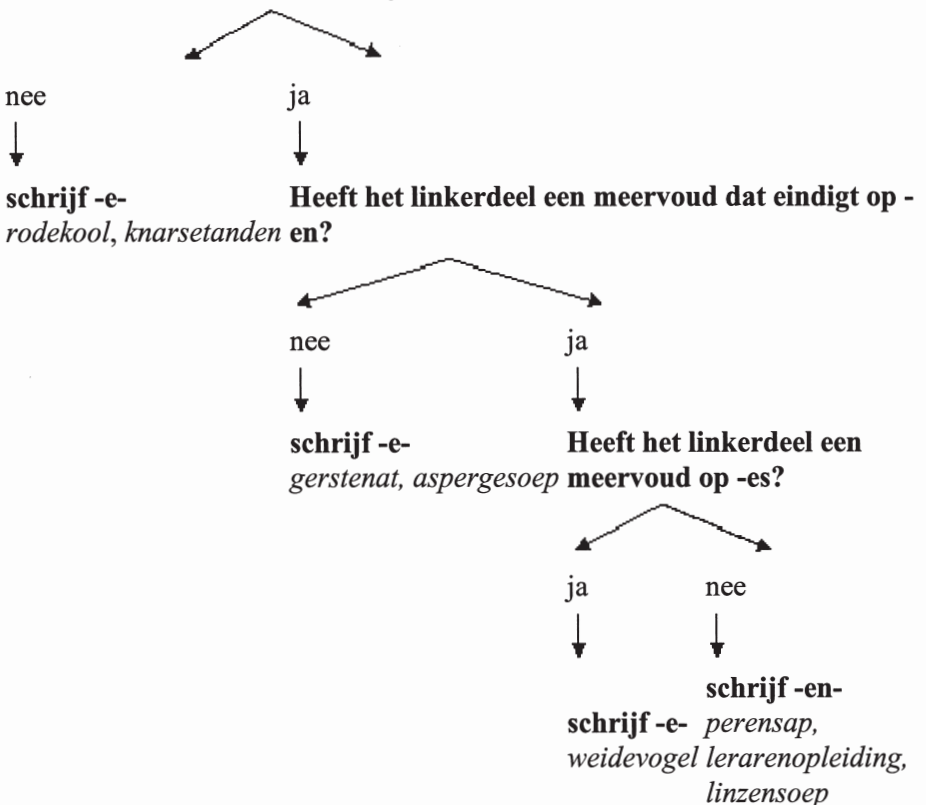 nee
ja
schrijf -e-
rodekool, knarsetanden
Heeft het linkerdeel een meervoud dat eindigt op -
en?
nee
ja
schrijf -e-
gerstenat, aspergesoep
Heeft het linkerdeel een
meervoud op -es?
ja
nee
schrijf -e-
weidevogel
schrijf -en-
perensap,
lerarenopleiding,
linzensoep